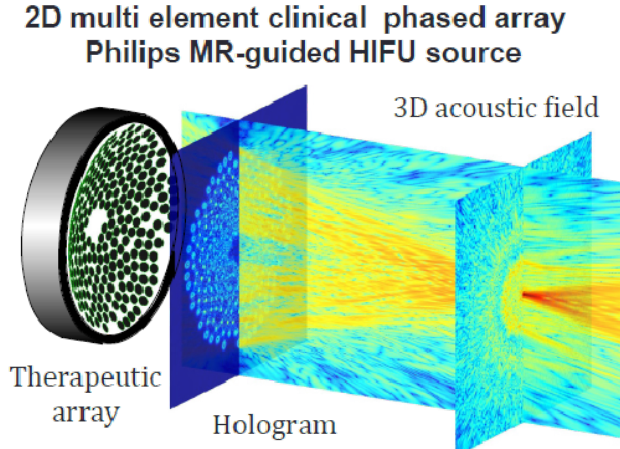 2D multi element clinical phased array
Philips MR-guided HIFU source
3D acoustic field
Therapeutic
array
Hologram